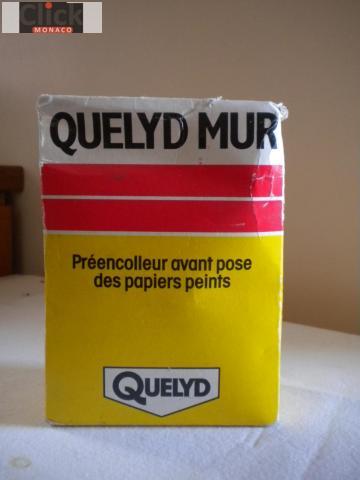 Click
MONACO
QUELYD MUR
Préencolleur avant pose
des papiers peints
QUELYD